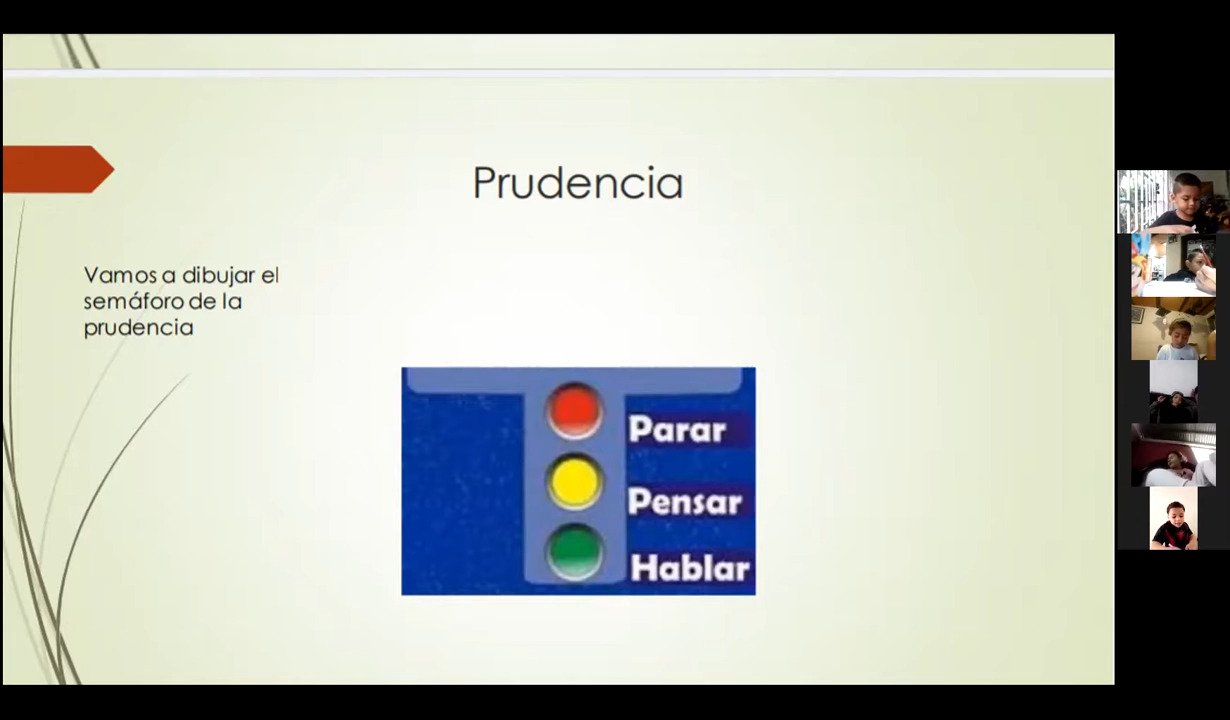 Prudencia
Vamos a dibujar el
semáforo de la
prudencia
Parar
Pensar
Hablar